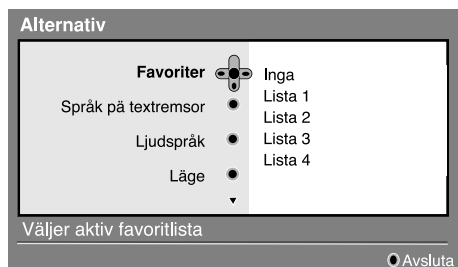 Alternativ
Favoriter
Språk på textremsor
Ljudspråk
Läge
Inga
Lista 1
Lista 2
Lista 3
Lista 4
Väljer aktiv favoritlista
Avsluta